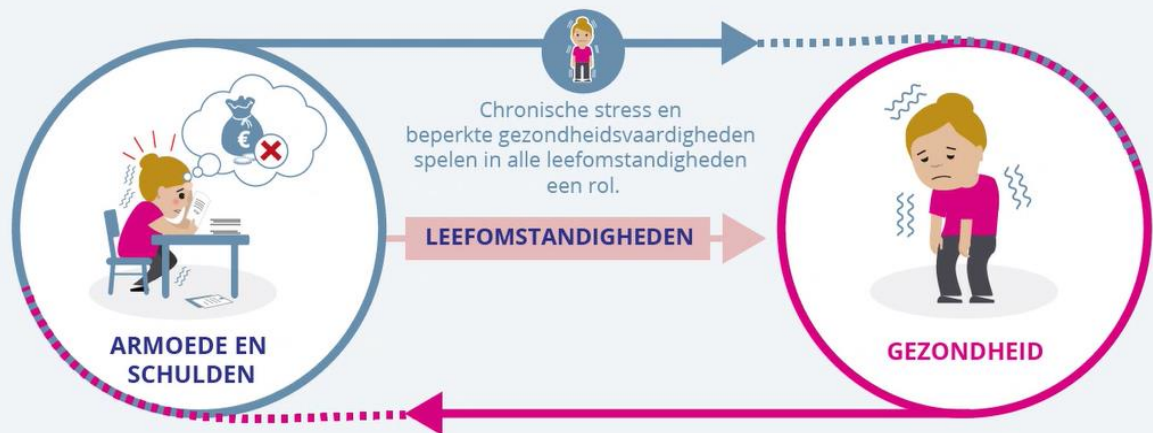 Chronische stress en
beperkte gezondheidsvaardigheden
spelen in alle leefomstandigheden
een rol.
LEEFOMSTANDIGHEDEN
€
ARMOEDE EN
SCHULDEN
GEZONDHEID